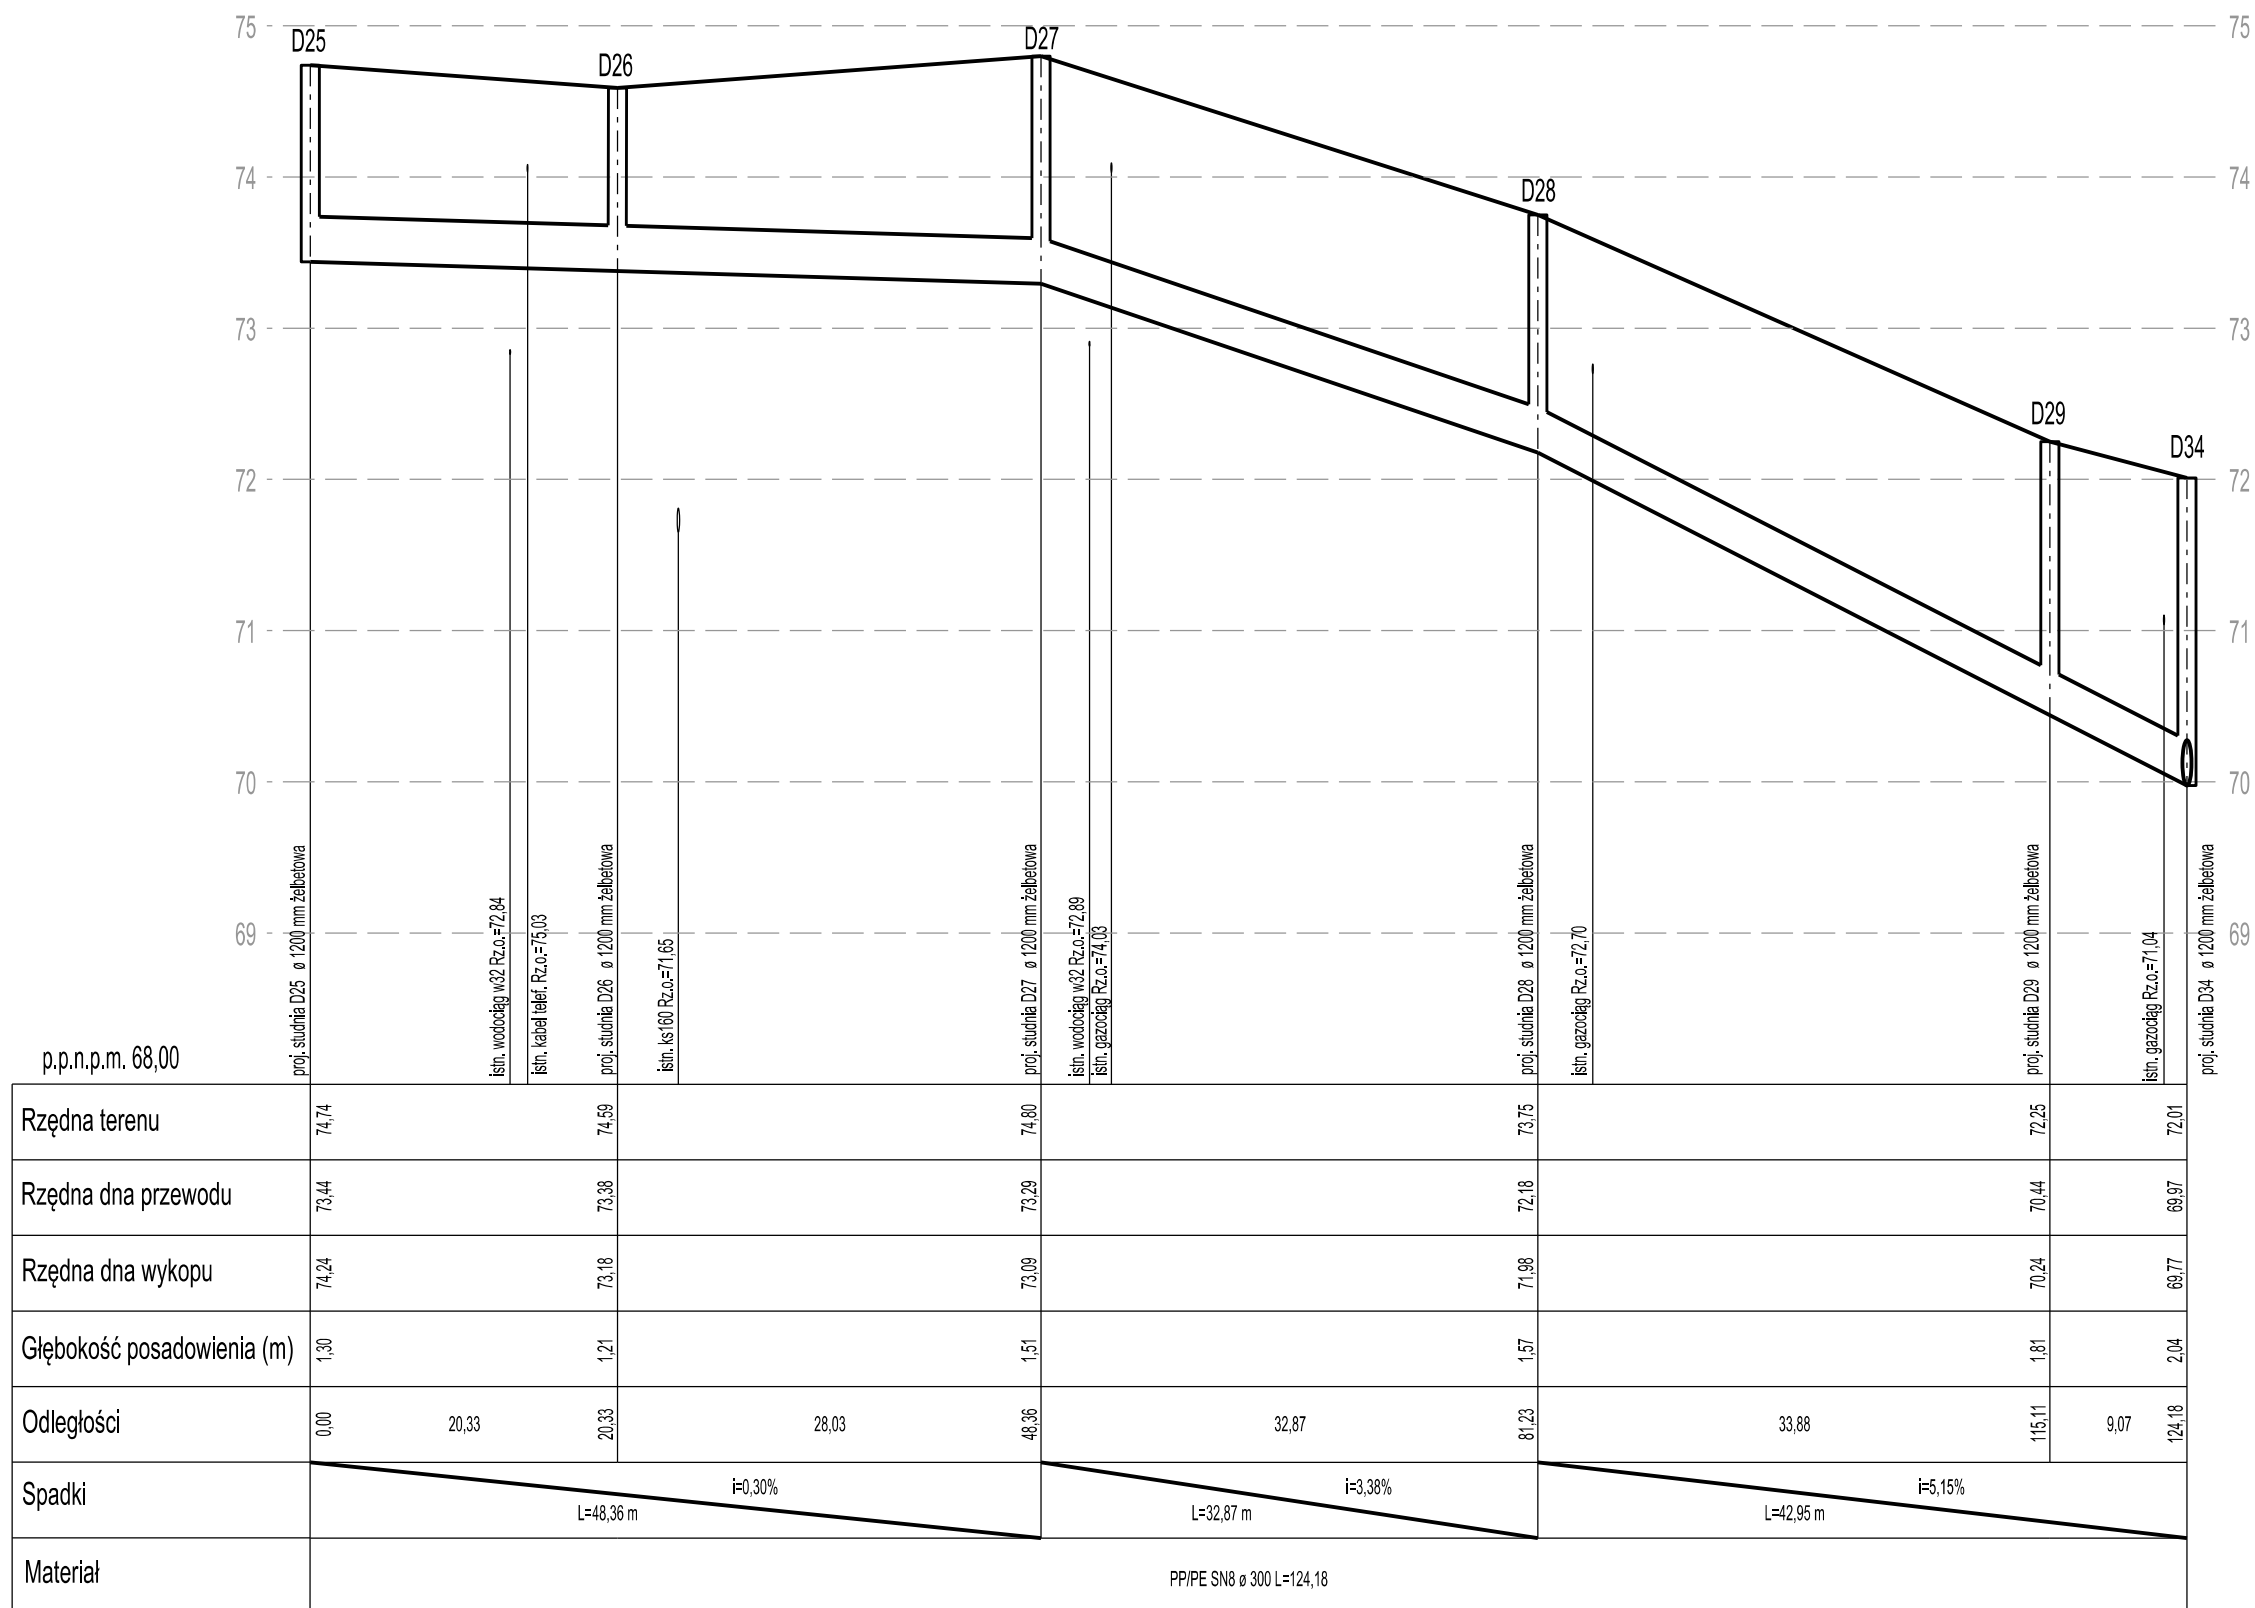 75 75
D25
D26
D27
74 74
D28
73 73
D29
D34
72 72
71 71
70 70
69 69
proj. studnia D25 ø 1200 mm żelbetowa
istn. wodociąg w32 Rz.o.=72,84
istn. kabel telef. Rz.o.=75,03
proj. studnia D26 ø 1200 mm żelbetowa
istn. ks160 Rz.o.=71,65
proj. studnia D27 ø 1200 mm żelbetowa
istn. wodociąg w32 Rz.o.=72,89
istn. gazociąg Rz.o.=74,03
proj. studnia D28 ø 1200 mm żelbetowa
istn. gazociąg Rz.o.=72,70
proj. studnia D29 ø 1200 mm żelbetowa
istn. gazociąg Rz.o.=71,04
proj. studnia D34 ø 1200 mm żelbetowa
p.p.n.p.m. 68,00
Rzędna terenu 74,74 74,59 74,80 73,75 72,25 72,01
Rzędna dna przewodu 73,44 73,38 73,29 72,18 70,44 69,97
Rzędna dna wykopu 74,24 73,18 73,09 71,98 70,24 69,77
Głębokość posadowienia (m) 1,30 1,21 1,51 1,57 1,81 2,04
Odległości 0,00 20,33 20,33 28,03 48,36 32,87 81,23 33,88 115,11 9,07 124,18
Spadki i=0,30% i=3,38% i=5,15%
L=48,36 m L=32,87 m L=42,95 m
Materiał PP/PE SN8 ø 300 L=124,18